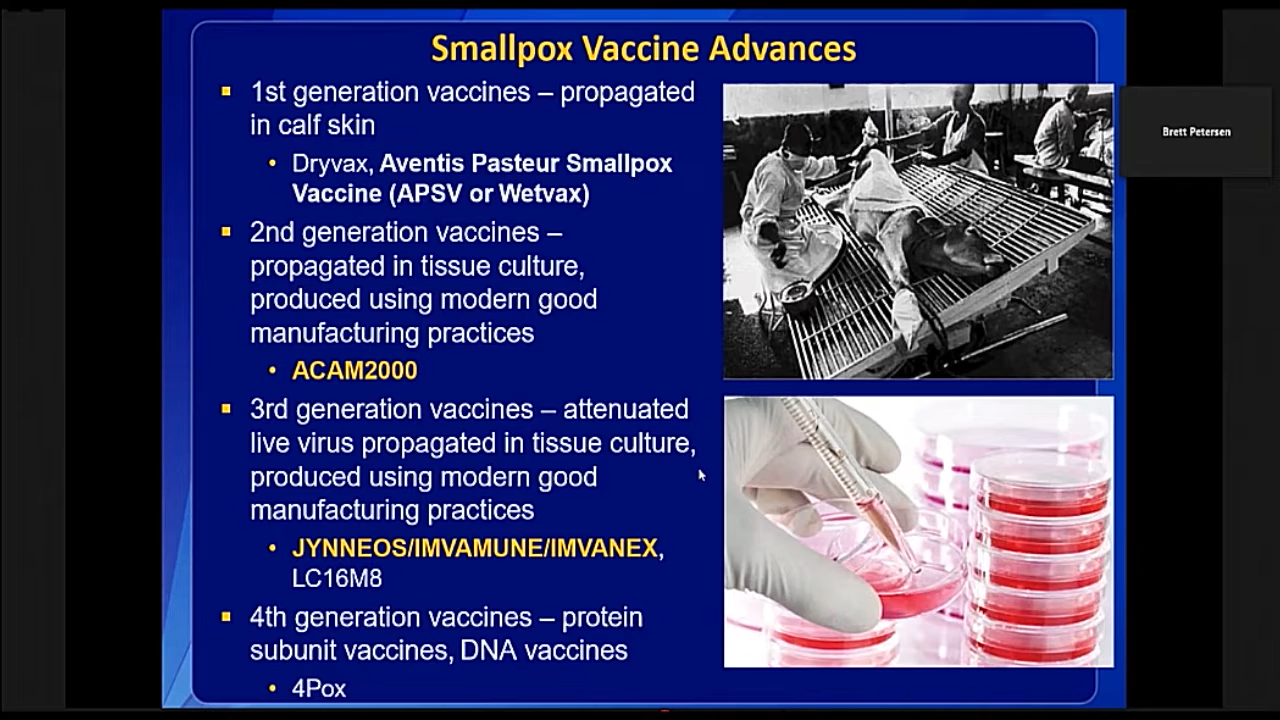 Smallpox Vaccine Advances
▪ 1st generation vaccines – propagated
in calf skin
• Dryvax, Aventis Pasteur Smallpox
Vaccine (APSV or Wetvax)
▪ 2nd generation vaccines –
propagated in tissue culture,
produced using modern good
manufacturing practices
• ACAM2000
▪ 3rd generation vaccines – attenuated
live virus propagated in tissue culture,
produced using modern good
manufacturing practices
• JYNNEOS/IMVAMUNE/IMVANEX,
LC16M8
▪ 4th generation vaccines – protein
subunit vaccines, DNA vaccines
• 4Pox
Brett Petersen